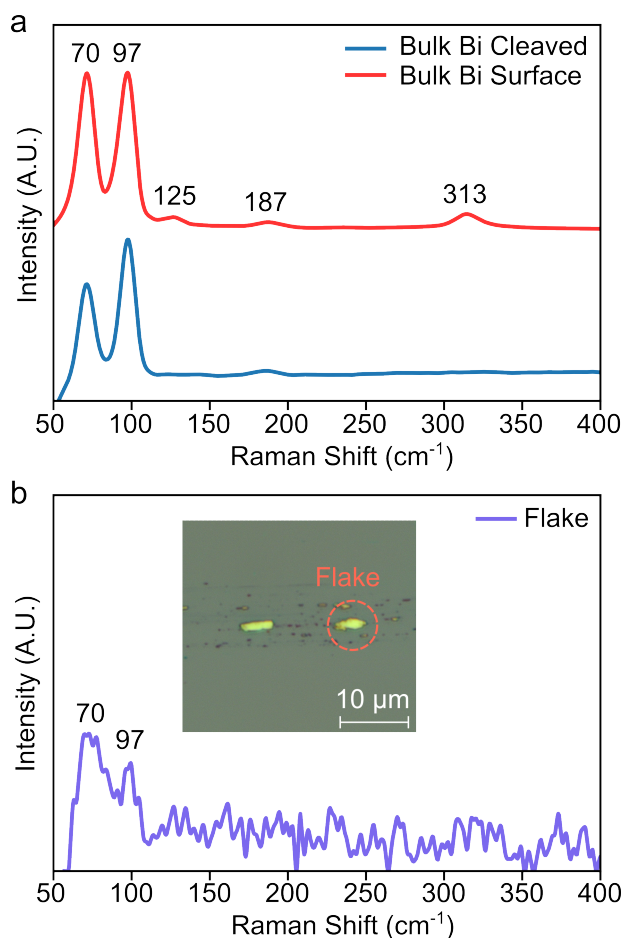 a
Bulk Bi Cleaved
Bulk Bi Surface
70 97
125
187
313
Intensity (A.U.)
50 100 150 200 250 300 350 400
Raman Shift (cm⁻¹)
b
Flake
Flake
10 μm
70
97
Intensity (A.U.)
50 100 150 200 250 300 350 400
Raman Shift (cm⁻¹)